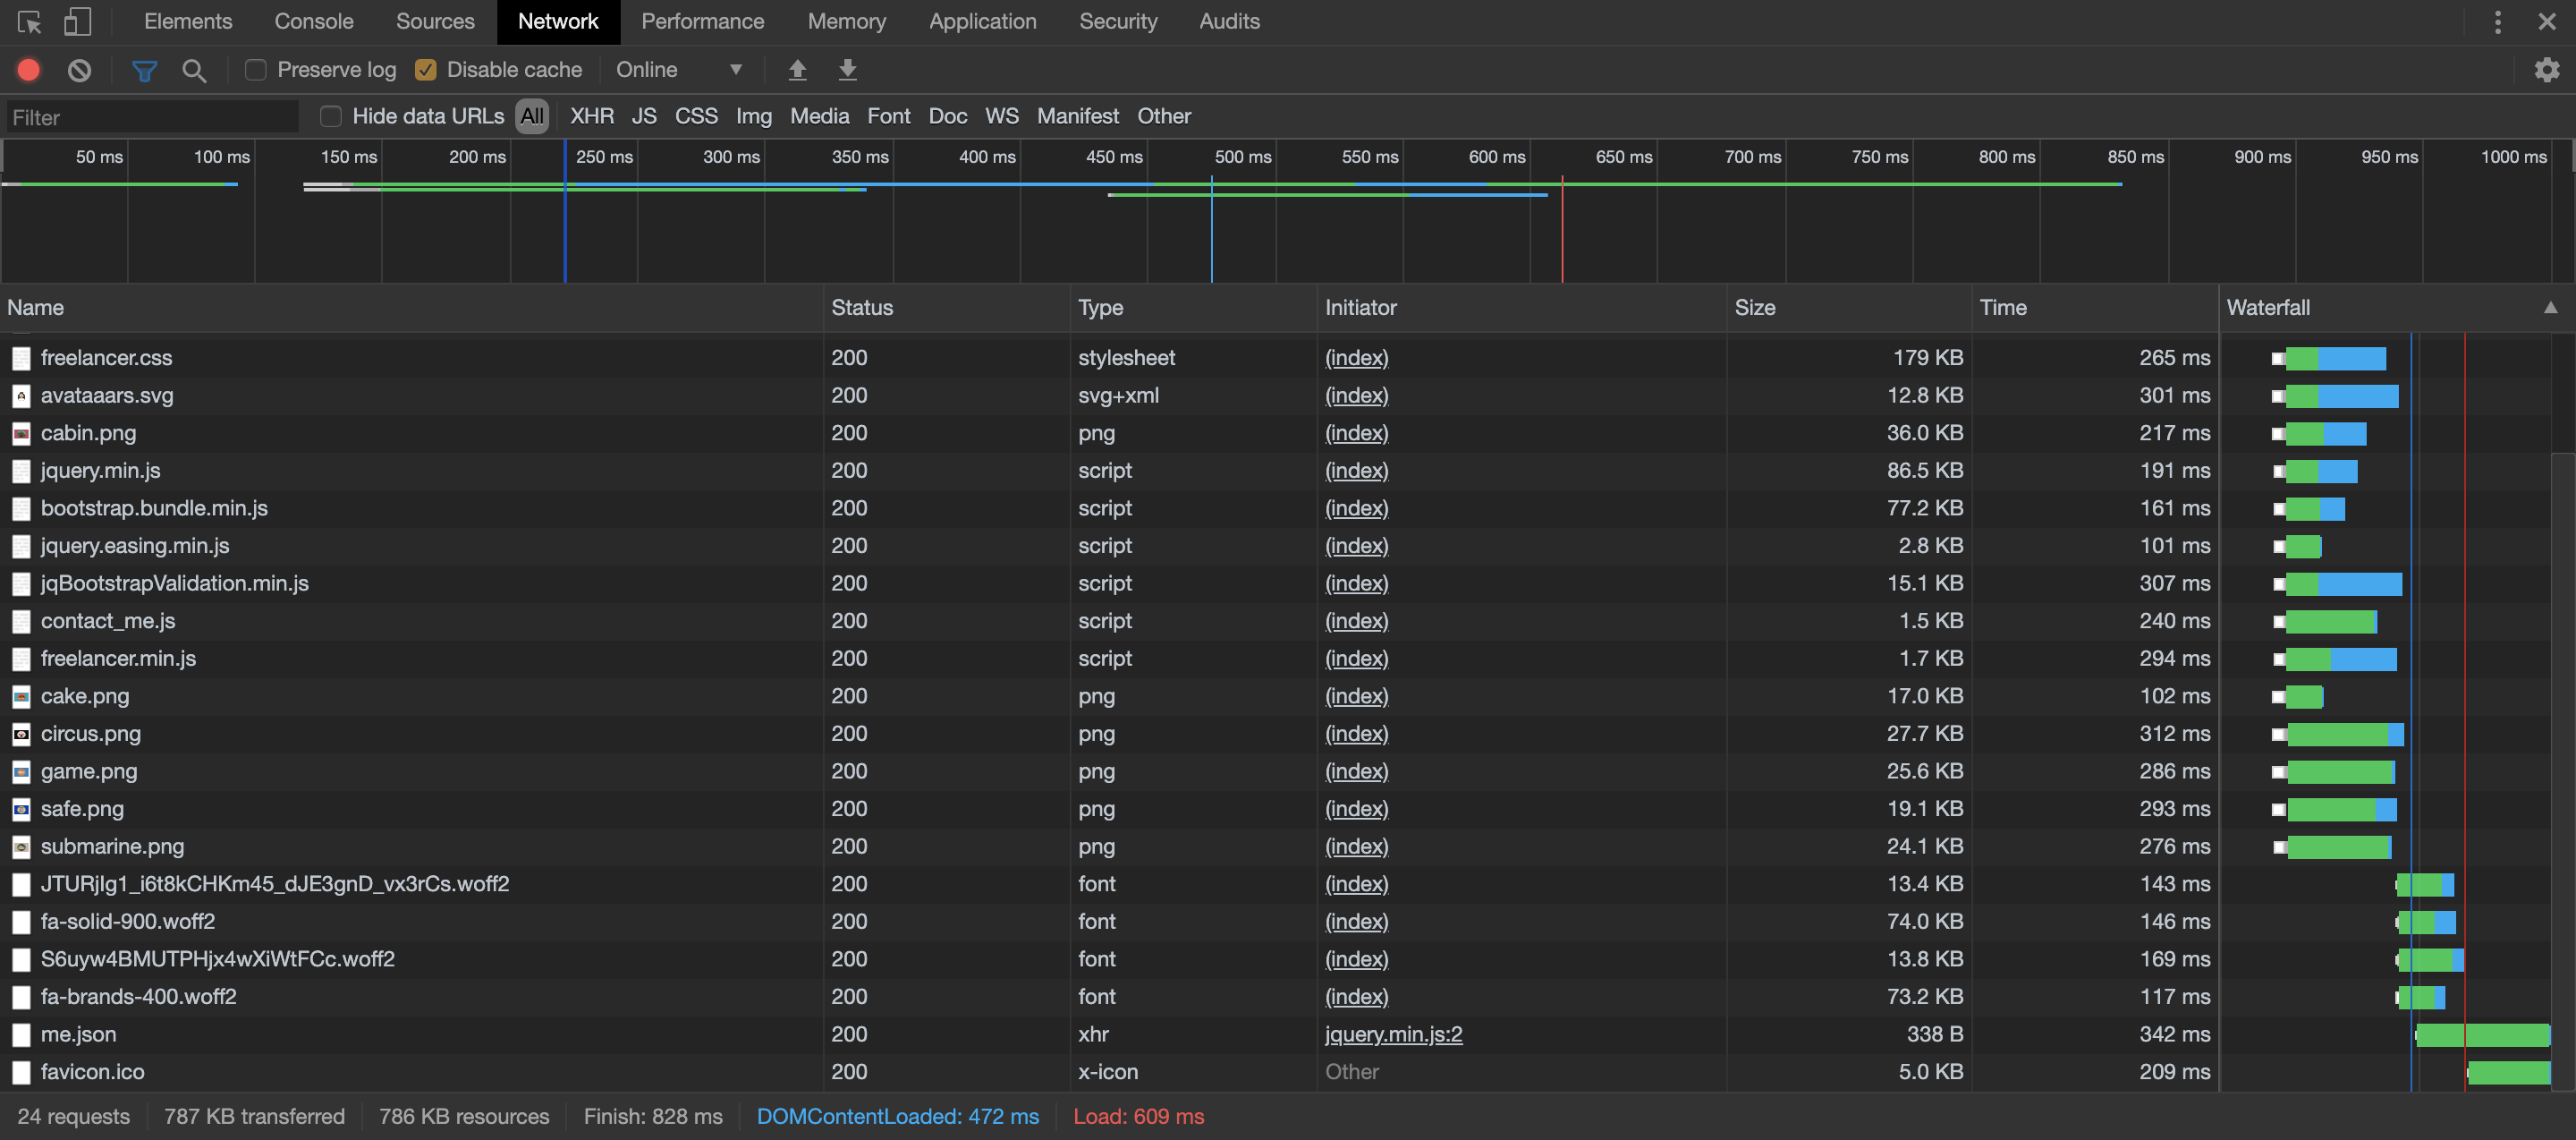 Elements Console Sources Network Performance Memory Application Security Audits
Preserve log Disable cache Online
Filter Hide data URLs All XHR JS CSS Img Media Font Doc WS Manifest Other
50 ms 100 ms 150 ms 200 ms 250 ms 300 ms 350 ms 400 ms 450 ms 500 ms 550 ms 600 ms 650 ms 700 ms 750 ms 800 ms 850 ms 900 ms 950 ms 1000 ms
Name Status Type Initiator Size Time Waterfall
freelancer.css 200 stylesheet (index) 179 KB 265 ms
avataaars.svg 200 svg+xml (index) 12.8 KB 301 ms
cabin.png 200 png (index) 36.0 KB 217 ms
jquery.min.js 200 script (index) 86.5 KB 191 ms
bootstrap.bundle.min.js 200 script (index) 77.2 KB 161 ms
jquery.easing.min.js 200 script (index) 2.8 KB 101 ms
jqBootstrapValidation.min.js 200 script (index) 15.1 KB 307 ms
contact_me.js 200 script (index) 1.5 KB 240 ms
freelancer.min.js 200 script (index) 1.7 KB 294 ms
cake.png 200 png (index) 17.0 KB 102 ms
circus.png 200 png (index) 27.7 KB 312 ms
game.png 200 png (index) 25.6 KB 286 ms
safe.png 200 png (index) 19.1 KB 293 ms
submarine.png 200 png (index) 24.1 KB 276 ms
JTURjIg1_i6t8kCHKm45_dJE3gnD_vx3rCs.woff2 200 font (index) 13.4 KB 143 ms
fa-solid-900.woff2 200 font (index) 74.0 KB 146 ms
S6uyw4BMUTPHjx4wXiWtFCc.woff2 200 font (index) 13.8 KB 169 ms
fa-brands-400.woff2 200 font (index) 73.2 KB 117 ms
me.json 200 xhr jquery.min.js:2 338 B 342 ms
favicon.ico 200 x-icon Other 5.0 KB 209 ms
24 requests 787 KB transferred 786 KB resources Finish: 828 ms DOMContentLoaded: 472 ms Load: 609 ms